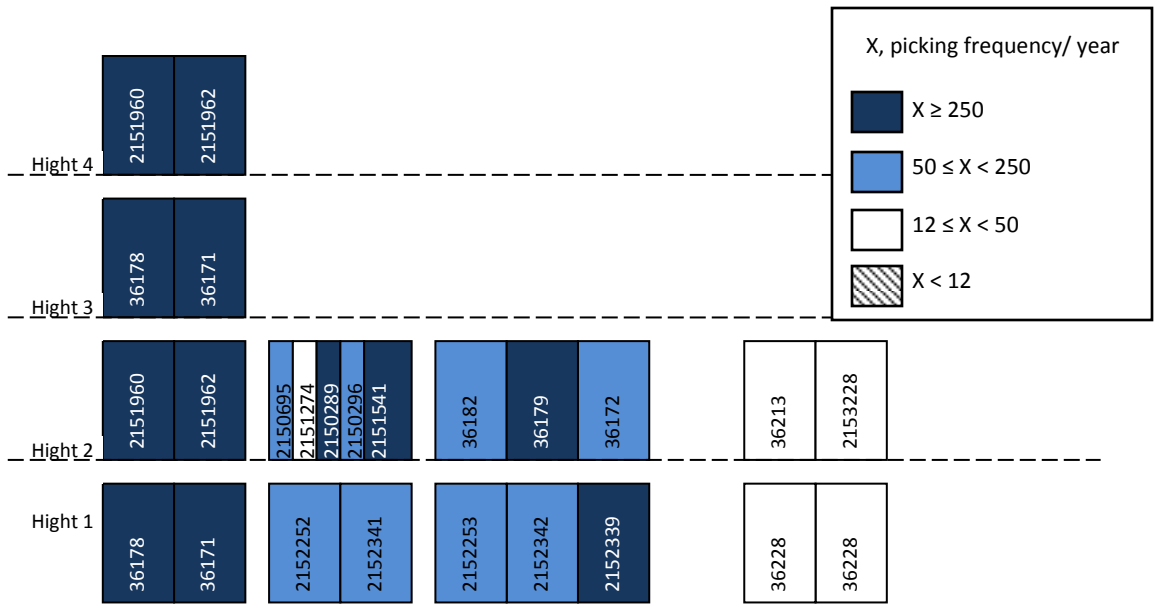 X, picking frequency/ year
X ≥ 250
50 ≤ X < 250
12 ≤ X < 50
X < 12
2151960
2151962
Hight 4
36178
36171
Hight 3
2151960
2151962
2150695
2151274
2150289
2150296
2151541
36182
36179
36172
36213
2153228
Hight 2
Hight 1
36178
36171
2152252
2152341
2152253
2152342
2152339
36228
36228